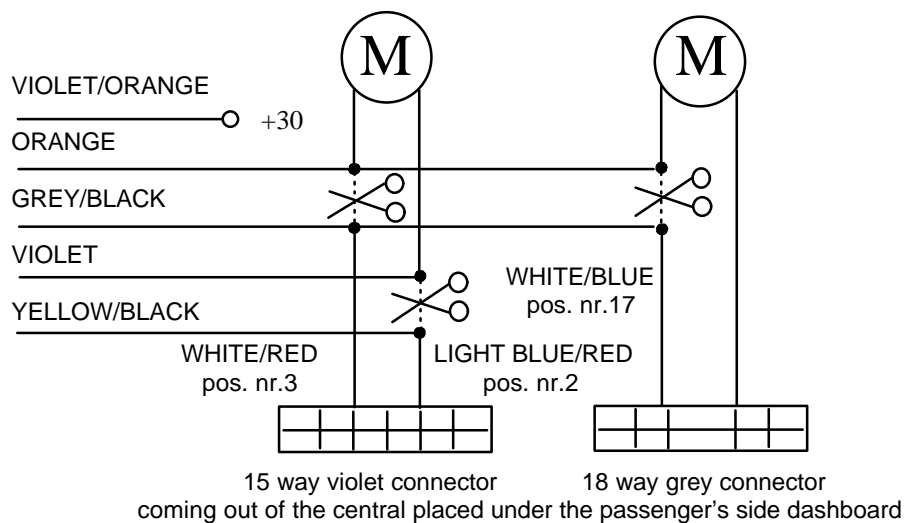 M M
VIOLET/ORANGE
+30
ORANGE
GREY/BLACK
VIOLET
WHITE/BLUE
pos. nr.17
YELLOW/BLACK
WHITE/RED
pos. nr.3
LIGHT BLUE/RED
pos. nr.2
15 way violet connector
18 way grey connector
coming out of the central placed under the passenger's side dashboard